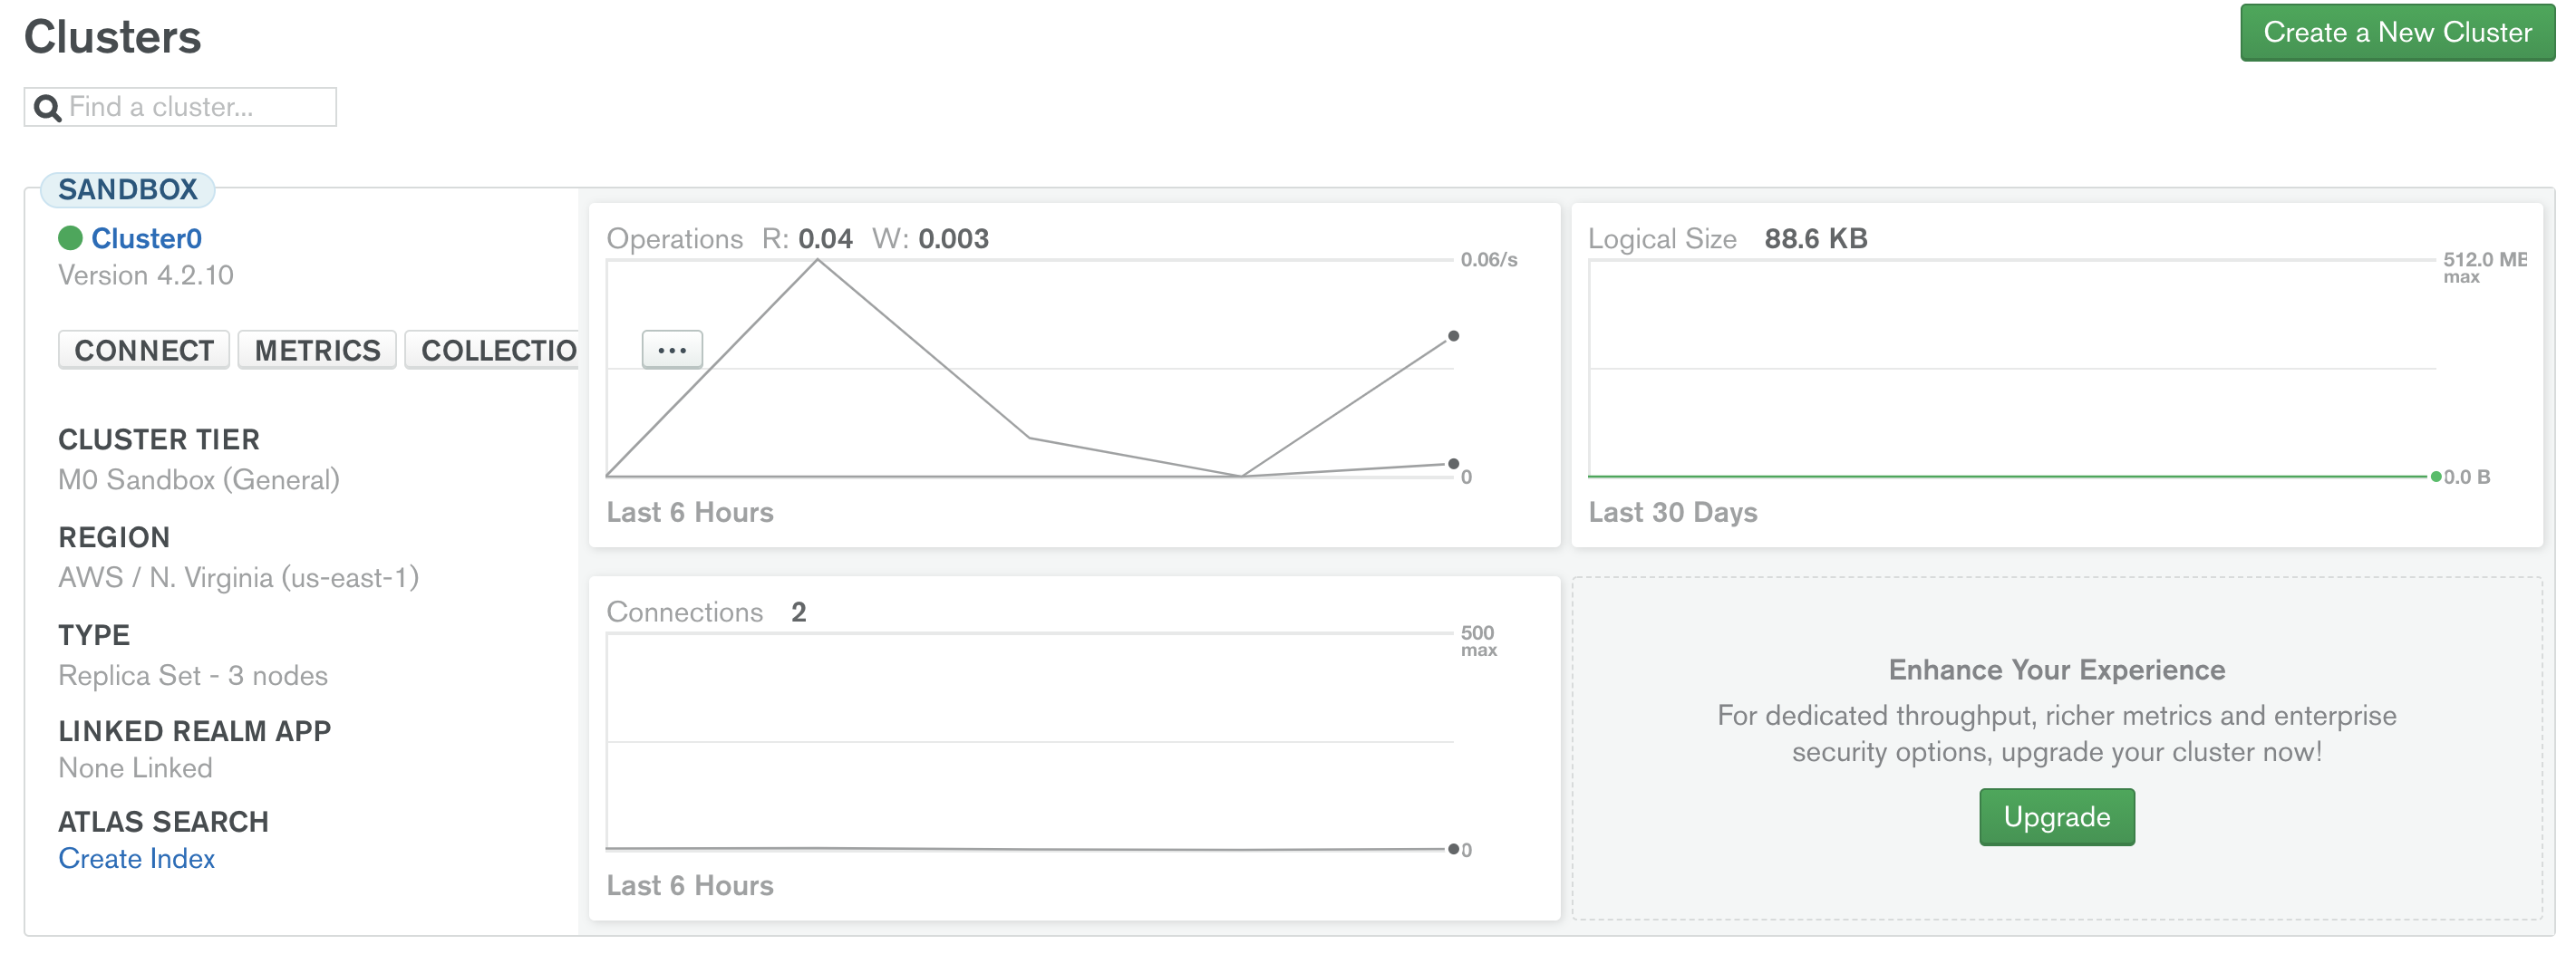 Clusters
Create a New Cluster
Find a cluster...
SANDBOX
Cluster0
Version 4.2.10
CONNECT METRICS COLLECTIO
...
CLUSTER TIER
M0 Sandbox (General)
REGION
AWS / N. Virginia (us-east-1)
TYPE
Replica Set - 3 nodes
LINKED REALM APP
None Linked
ATLAS SEARCH
Create Index
Operations R: 0.04 W: 0.003
0.06/s
0
Last 6 Hours
Logical Size 88.6 KB
512.0 MB
max
0.0 B
Last 30 Days
Connections 2
500
max
0
Last 6 Hours
Enhance Your Experience
For dedicated throughput, richer metrics and enterprise
security options, upgrade your cluster now!
Upgrade